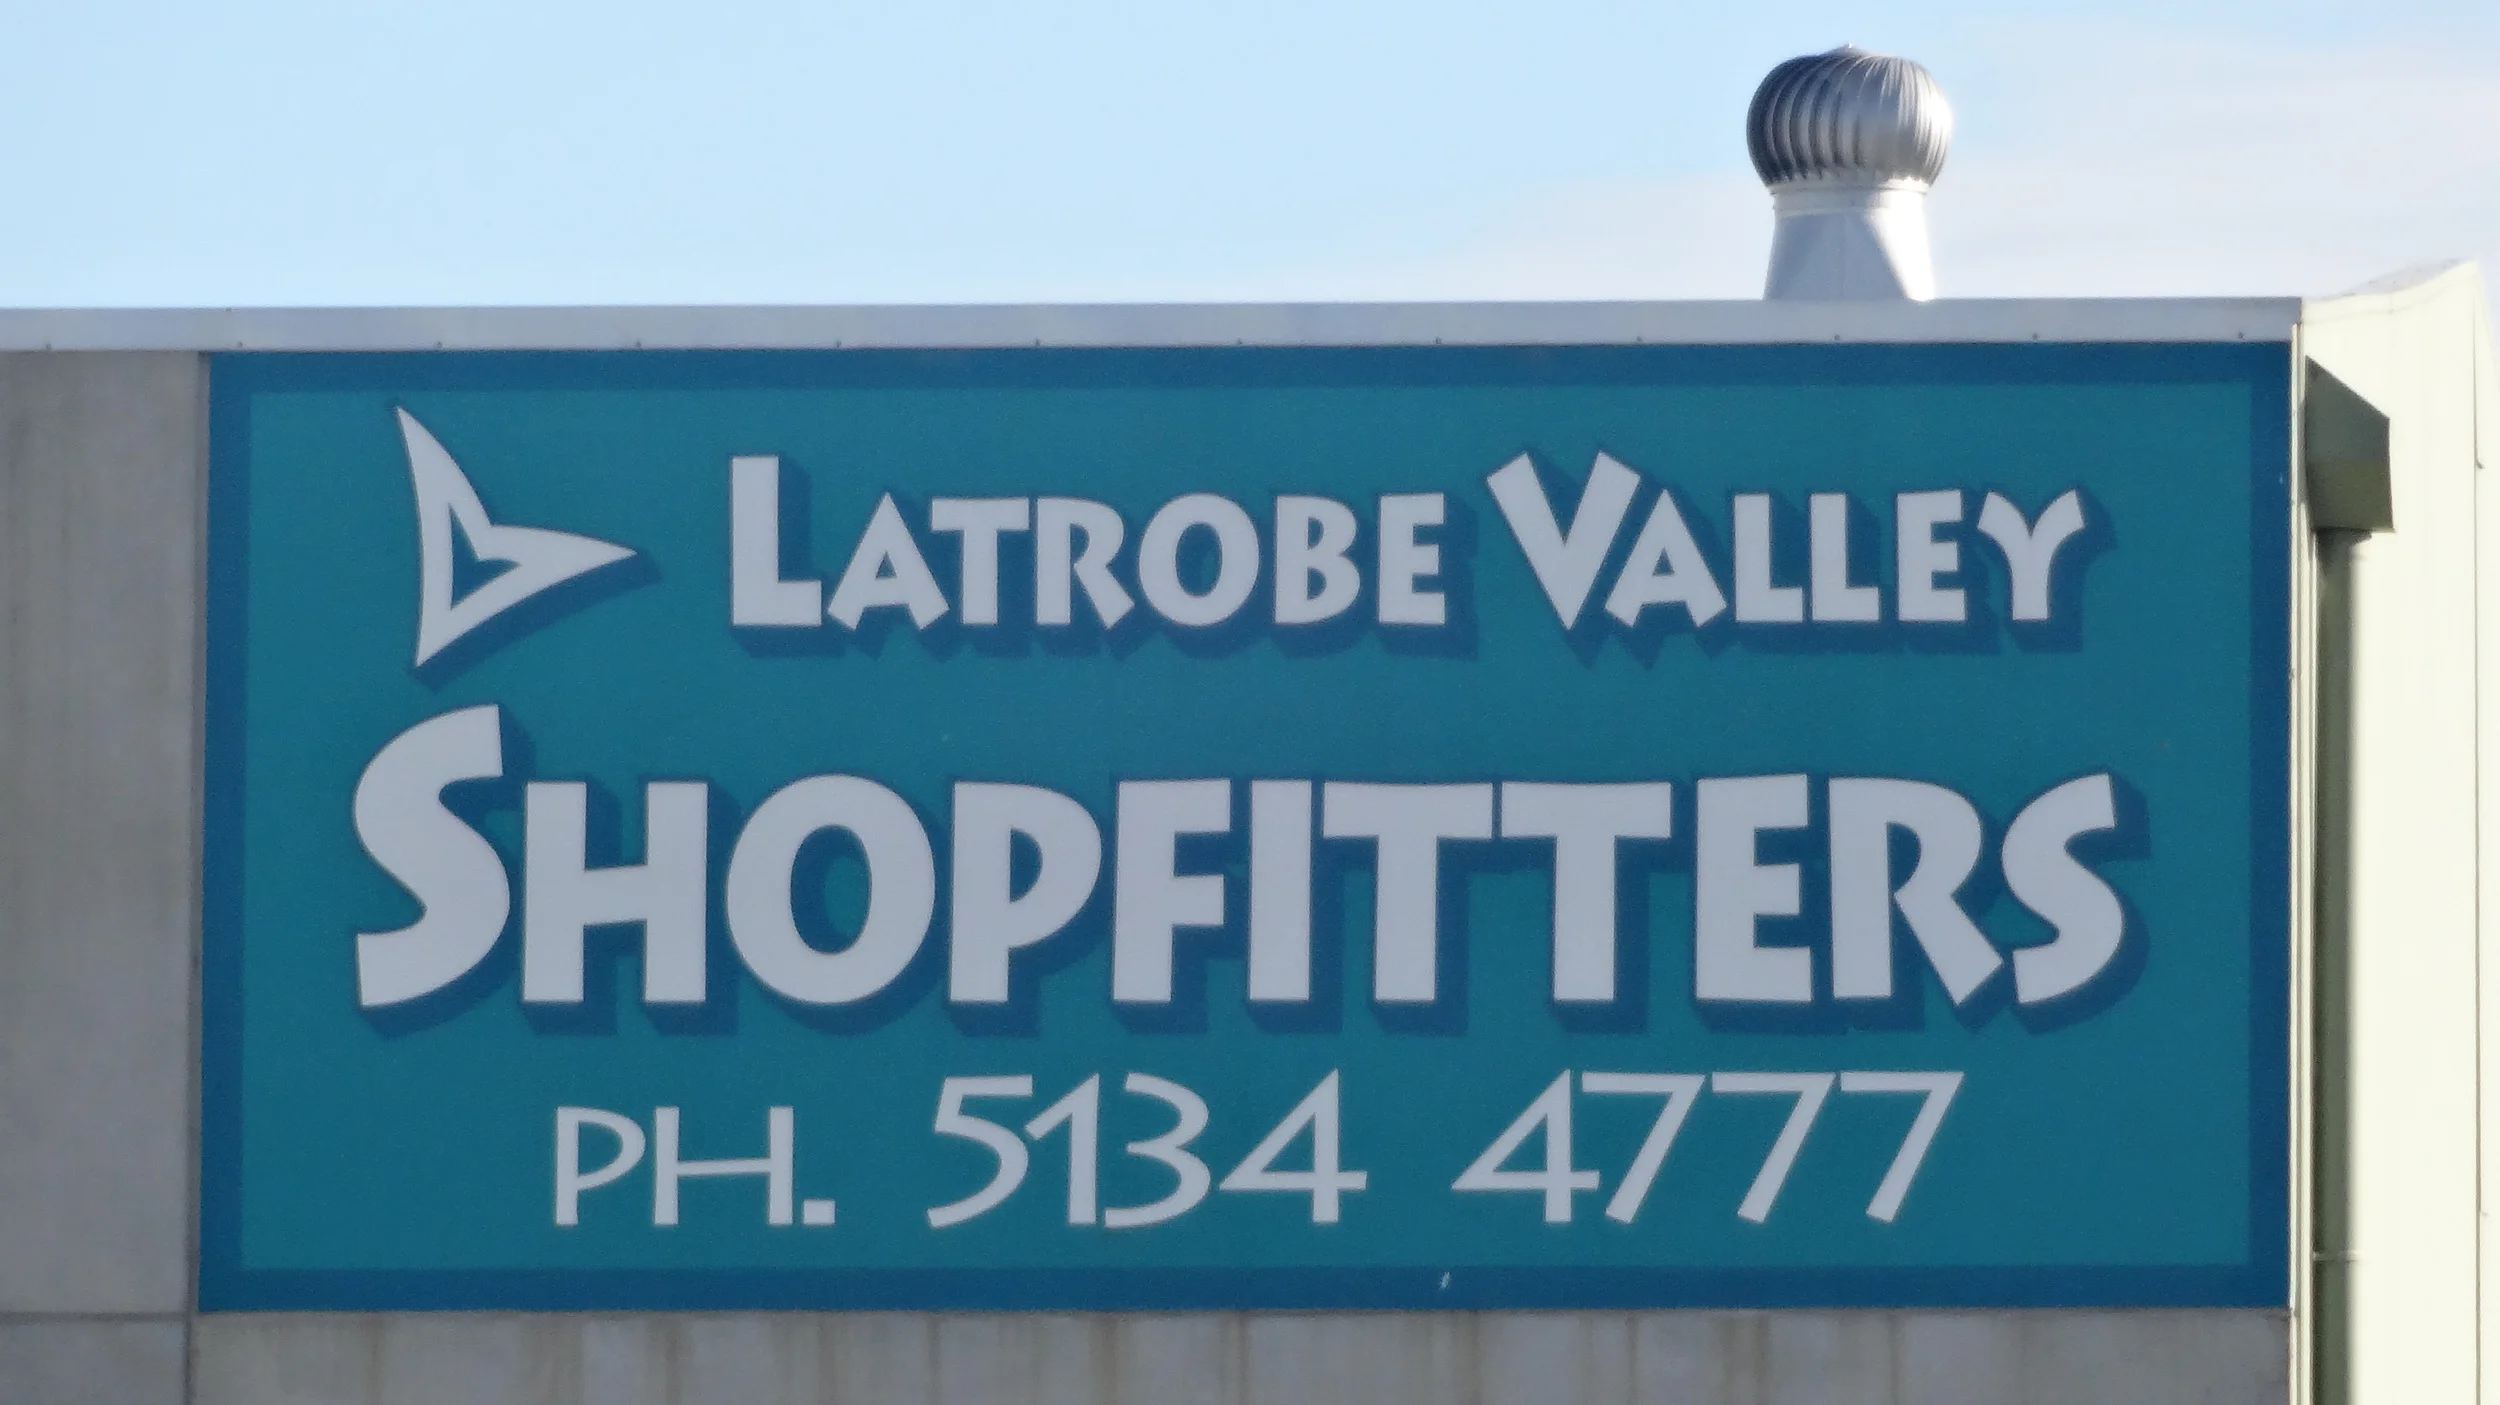 LATROBE VALLEY
SHOPFITTERS
PH. 5134 4777